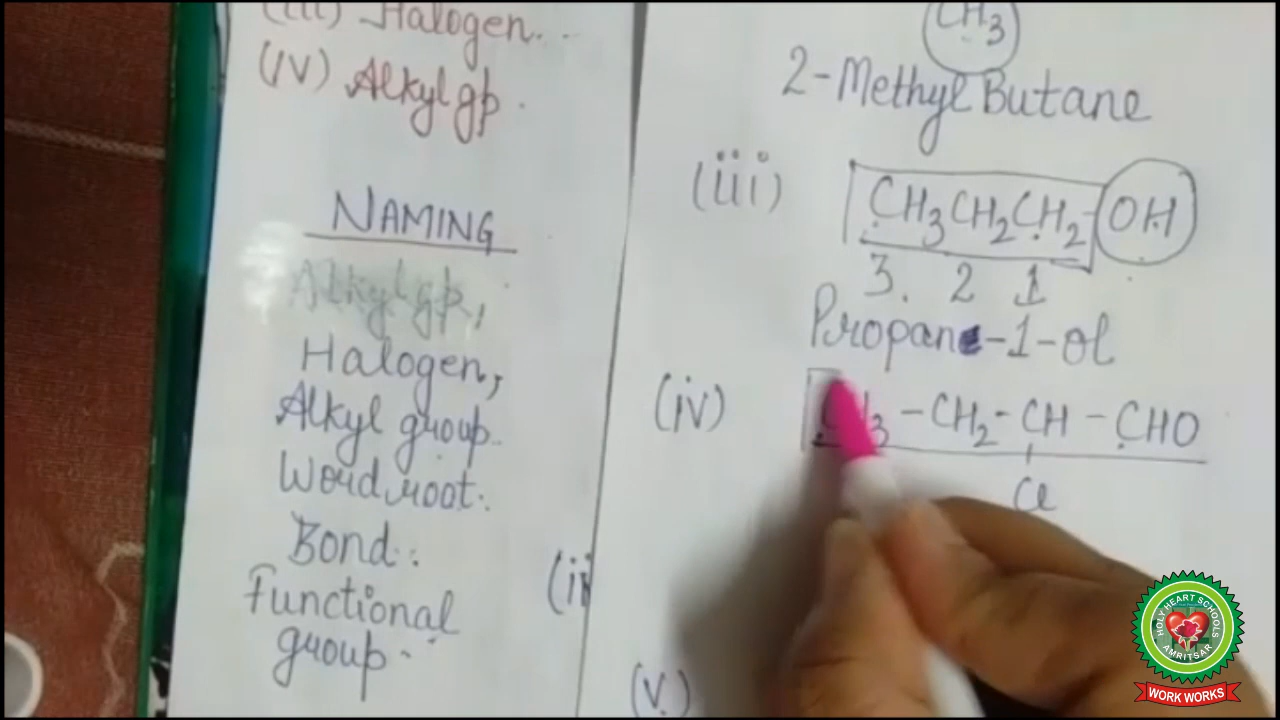 (iii) Halogen..
(IV) Alkyl gp.
NAMING
Alkyl gp,
Halogen,
Alkyl group.
Word root.
Bond.
Functional
group.
(ii
CH3
2-Methyl Butane
(iii) CH3CH2CH2-OH
3. 2 1
Propane-1-ol
(iv) CH3 - CH2 - CH - CHO
Cl
(v.)
HOLY HEART SCHOOLS
AMRITSAR
WORK WORKS